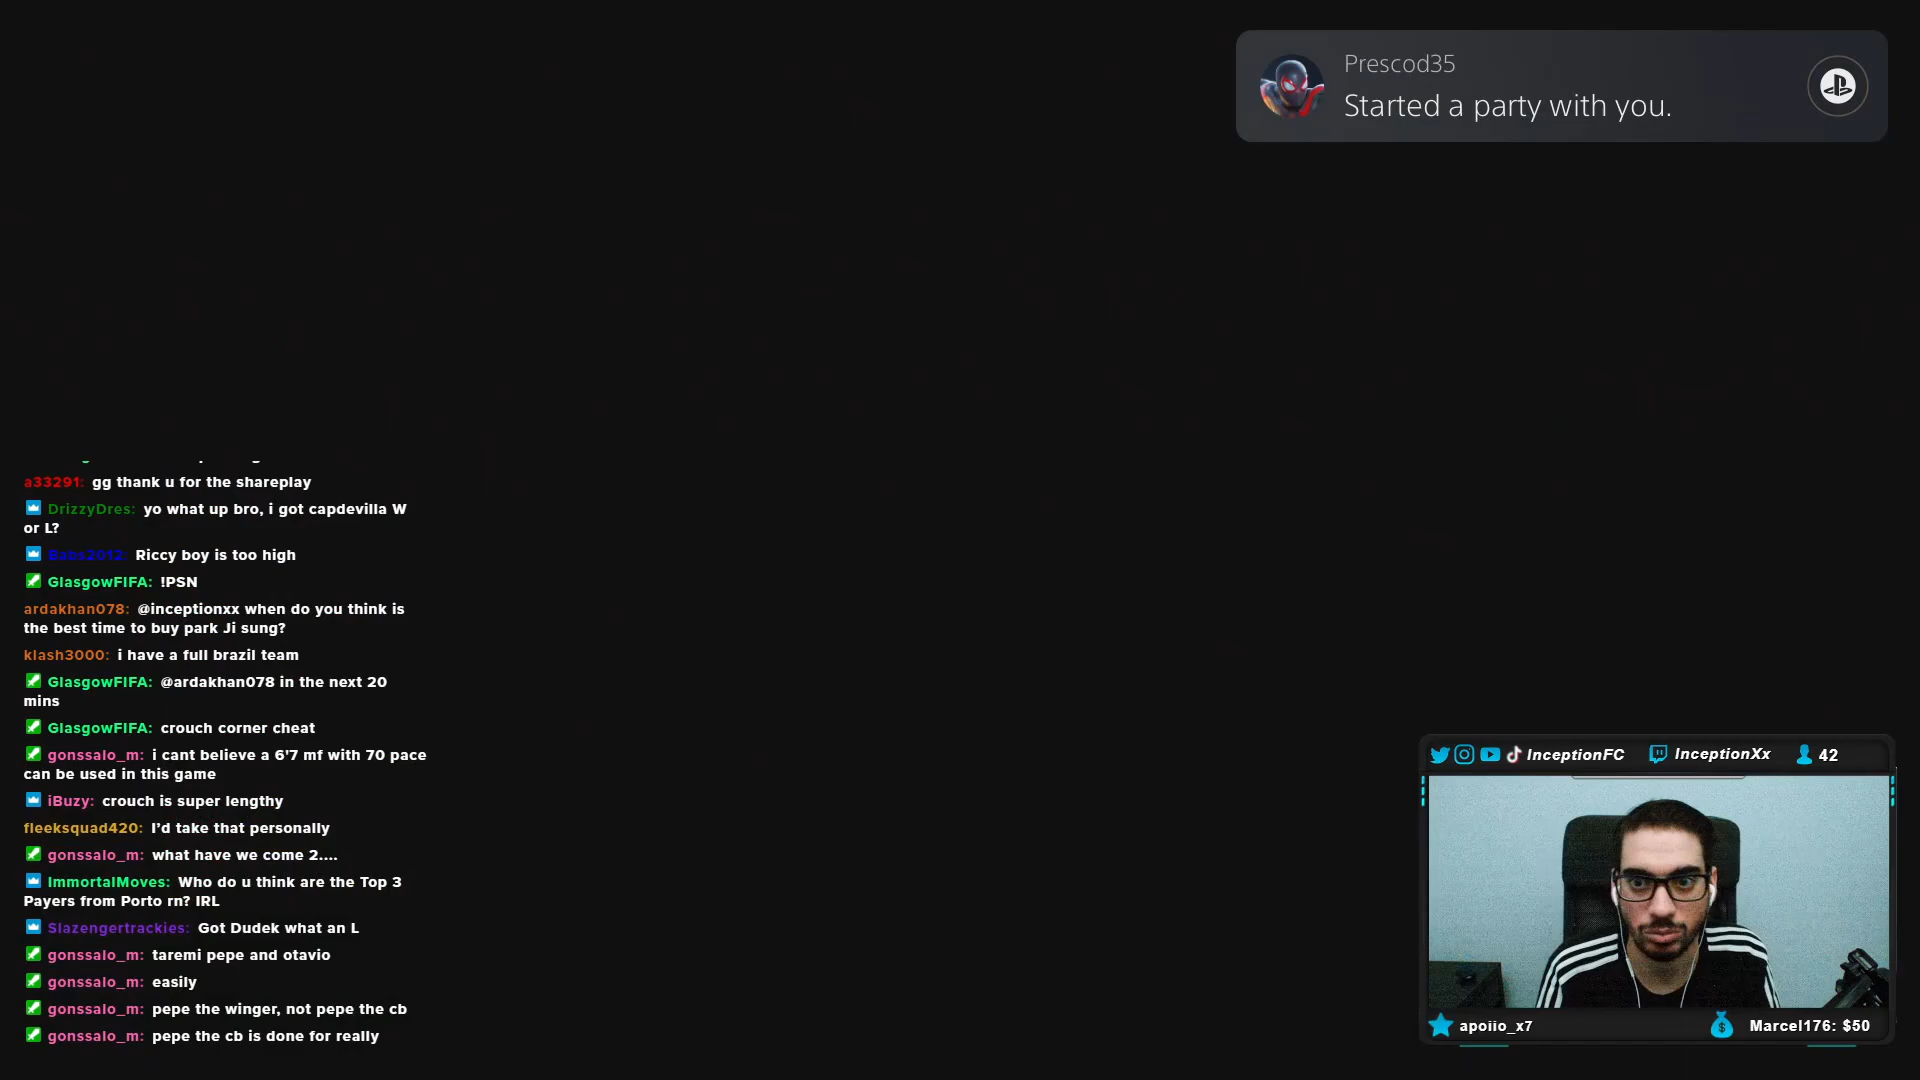 Prescod35
Started a party with you.
a33291: gg thank u for the shareplay
DrizzyDres: yo what up bro, i got capdevilla W
or L?
Babs2012: Riccy boy is too high
GlasgowFIFA: !PSN
ardakhan078: @inceptionxx when do you think is
the best time to buy park Ji sung?
klash3000: i have a full brazil team
GlasgowFIFA: @ardakhan078 in the next 20
mins
GlasgowFIFA: crouch corner cheat
gonssalo_m: i cant believe a 6'7 mf with 70 pace
can be used in this game
iBuzy: crouch is super lengthy
fleeksquad420: I'd take that personally
gonssalo_m: what have we come 2....
ImmortalMoves: Who do u think are the Top 3
Payers from Porto rn? IRL
Slazengertrackies: Got Dudek what an L
gonssalo_m: taremi pepe and otavio
gonssalo_m: easily
gonssalo_m: pepe the winger, not pepe the cb
gonssalo_m: pepe the cb is done for really
InceptionFC InceptionXx 42
apollo_x7 Marcel176: $50